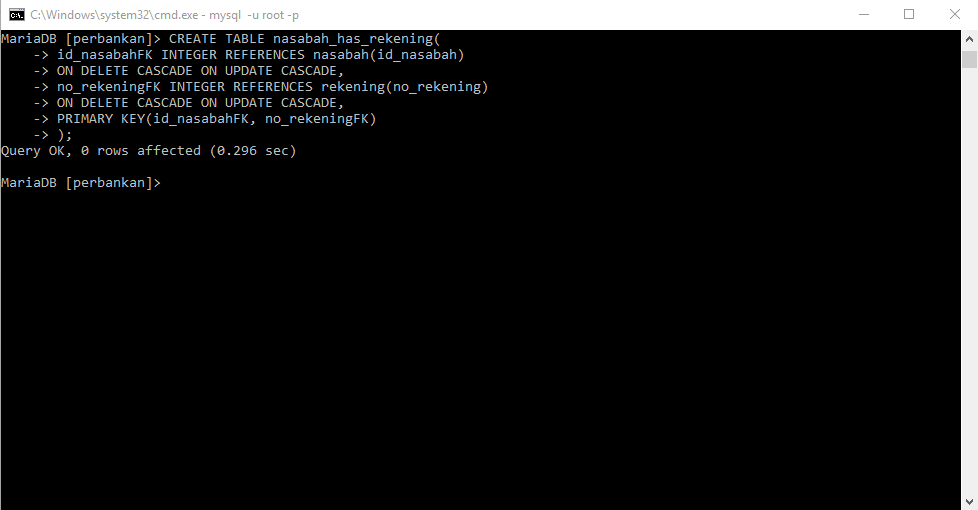 C:\Windows\system32\cmd.exe - mysql  -u root -p
MariaDB [perbankan]> CREATE TABLE nasabah_has_rekening(
    -> id_nasabahFK INTEGER REFERENCES nasabah(id_nasabah)
    -> ON DELETE CASCADE ON UPDATE CASCADE,
    -> no_rekeningFK INTEGER REFERENCES rekening(no_rekening)
    -> ON DELETE CASCADE ON UPDATE CASCADE,
    -> PRIMARY KEY(id_nasabahFK, no_rekeningFK)
    -> );
Query OK, 0 rows affected (0.296 sec)
MariaDB [perbankan]>